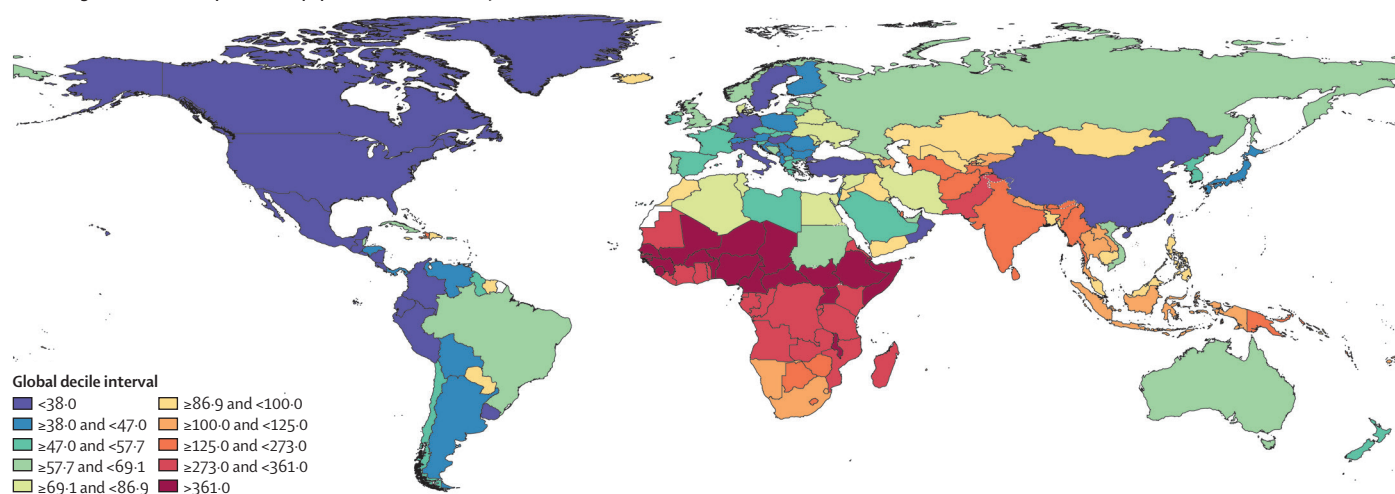 Global decile interval
<38·0
≥38·0 and <47·0
≥47·0 and <57·7
≥57·7 and <69·1
≥69·1 and <86·9
≥86·9 and <100·0
≥100·0 and <125·0
≥125·0 and <273·0
≥273·0 and <361·0
>361·0